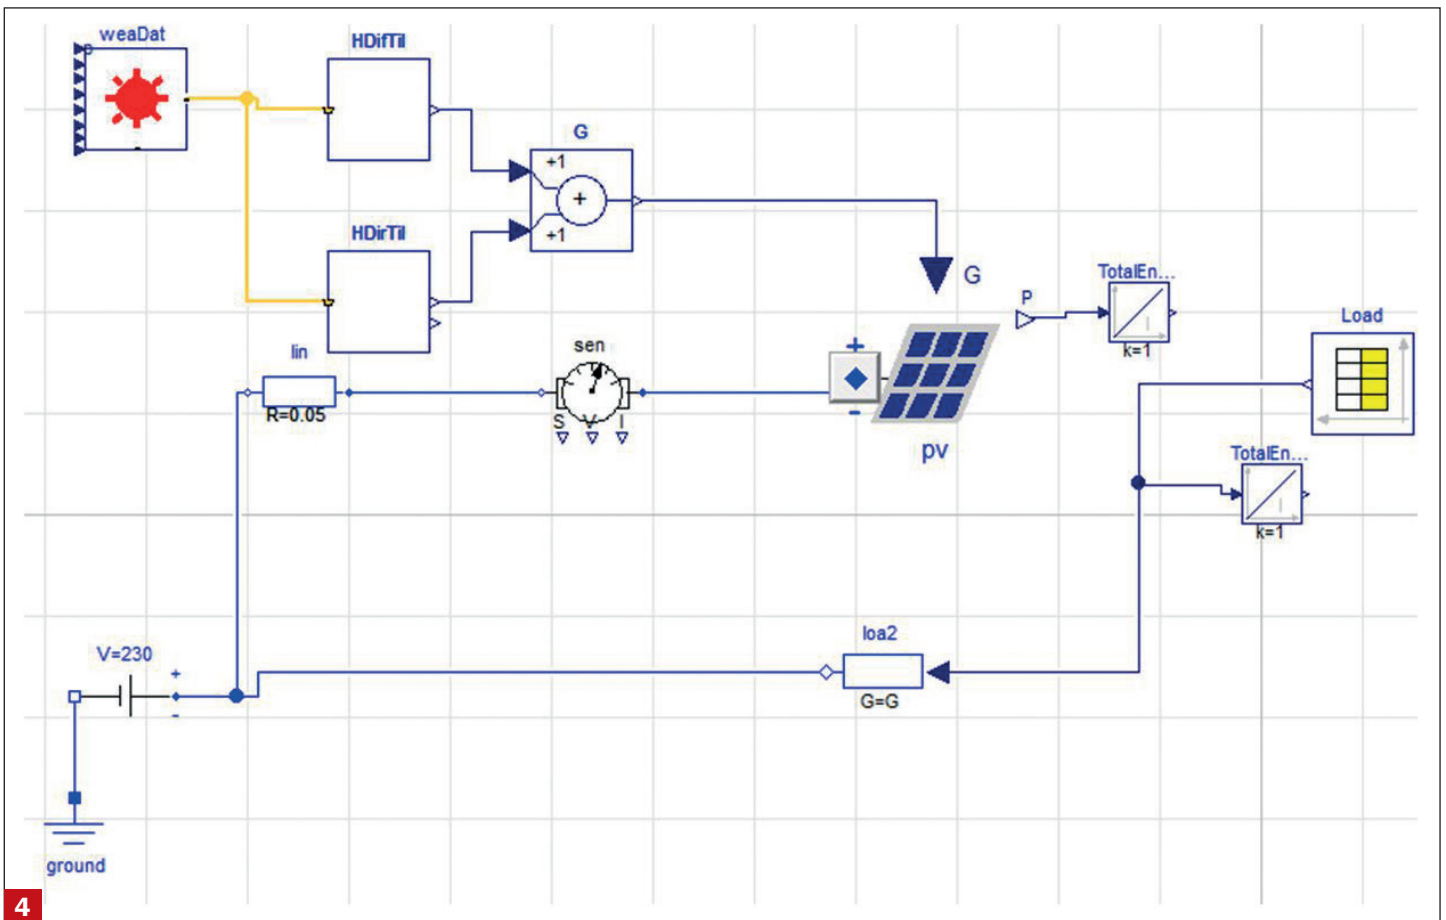 weaDat
HDifTil
G
+1
+
+1
HDirTil
G
TotalEn...
P
k=1
Load
lin
R=0.05
sen
S V I
+
-
pv
TotalEn...
I
k=1
loa2
G=G
V=230
+
-
ground
4